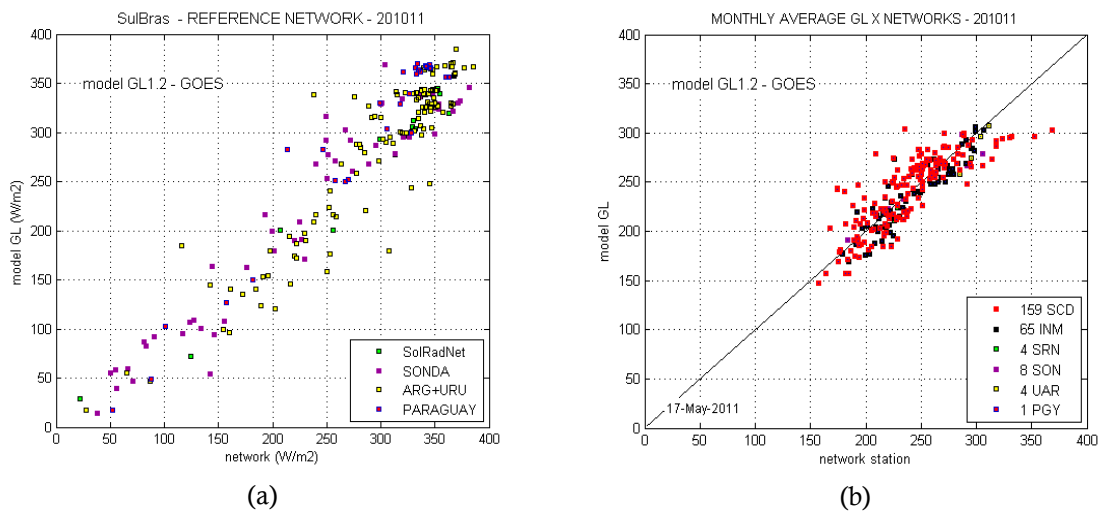 SulBras - REFERENCE NETWORK - 201011
400
350
300
250
200
150
100
50
0
model GL (W/m2)
model GL1.2 - GOES
SolRadNet
SONDA
ARG+URU
PARAGUAY
0 50 100 150 200 250 300 350 400
network (W/m2)
(a)
MONTHLY AVERAGE GL X NETWORKS - 201011
400
350
300
250
200
150
100
50
0
model GL
model GL1.2 - GOES
159 SCD
65 INM
4 SRN
8 SON
4 UAR
1 PGY
17-May-2011
0 50 100 150 200 250 300 350 400
network station
(b)